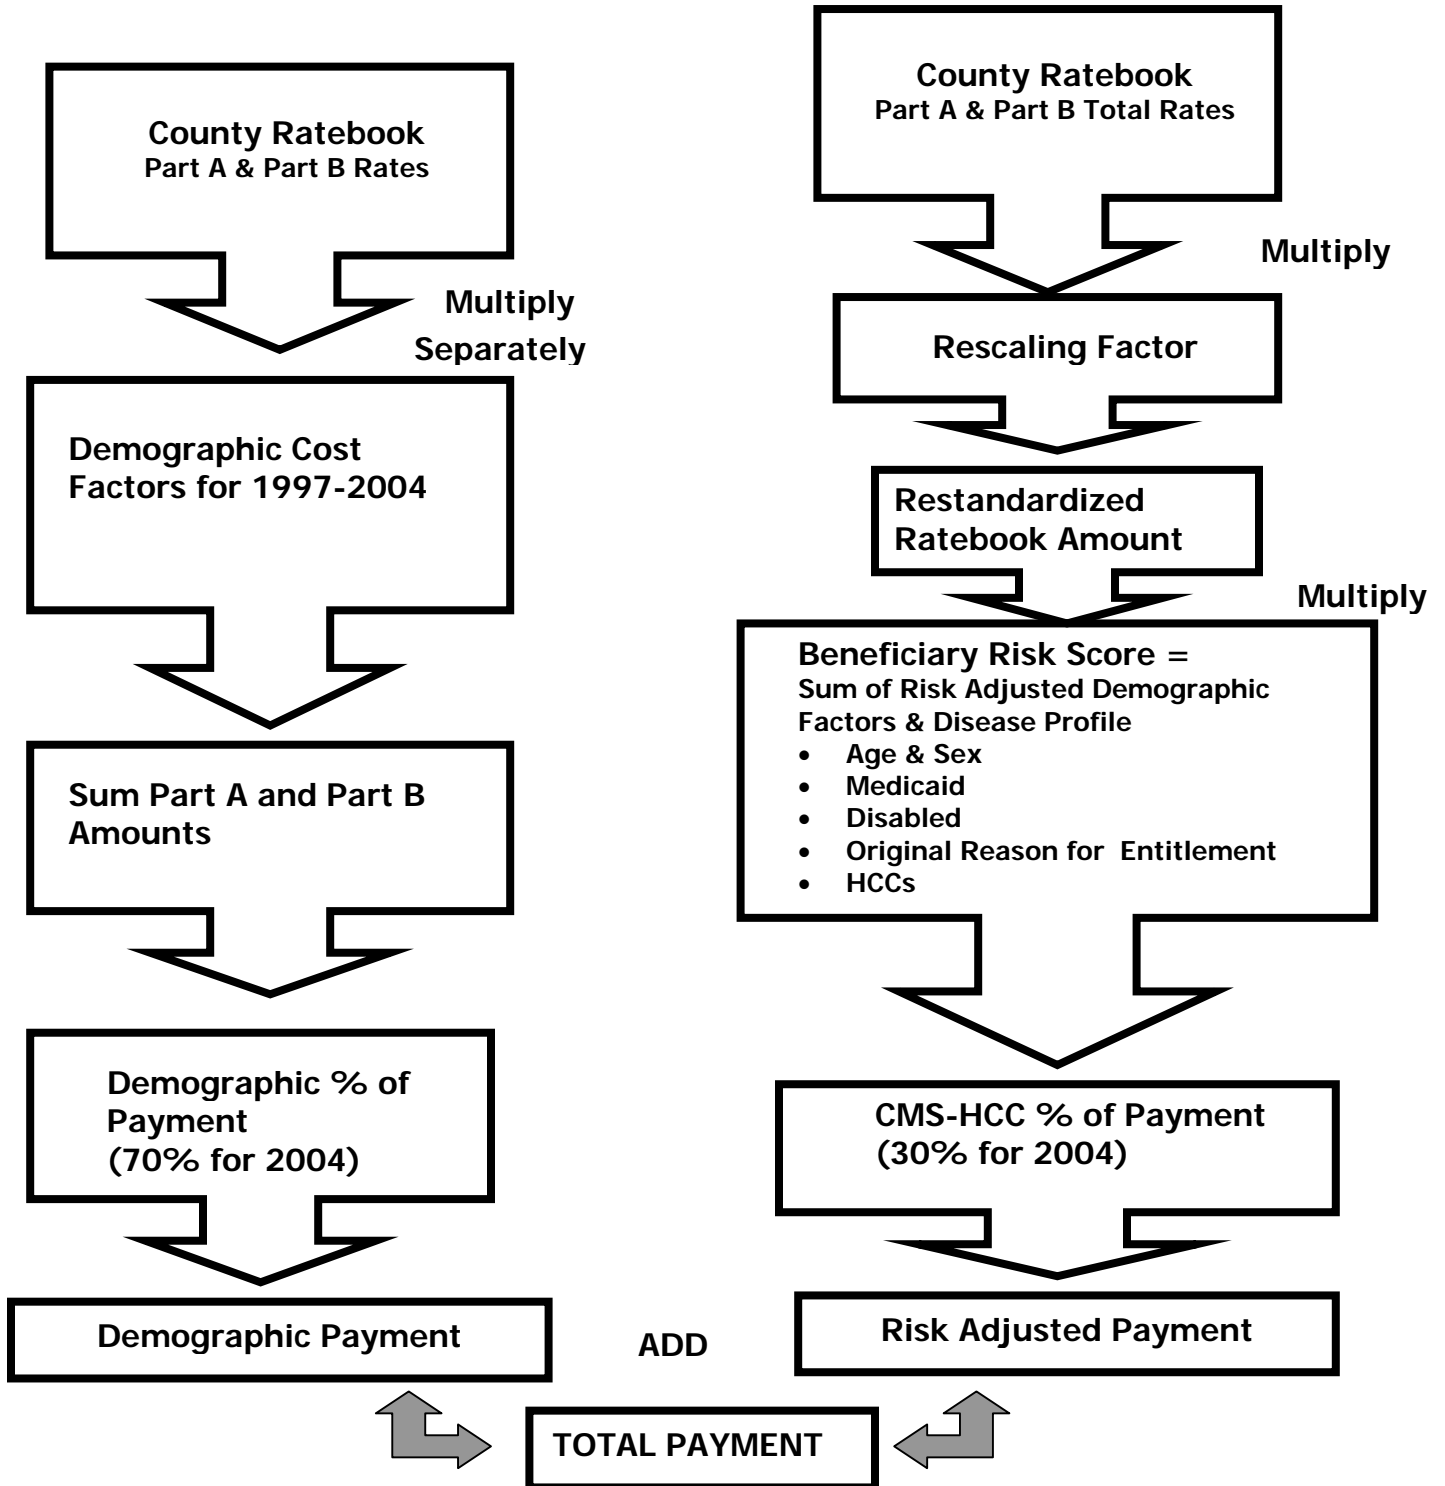 County Ratebook
Part A & Part B Rates
Multiply
Separately
Demographic Cost
Factors for 1997-2004
Sum Part A and Part B
Amounts
Demographic % of
Payment
(70% for 2004)
Demographic Payment
County Ratebook
Part A & Part B Total Rates
Multiply
Rescaling Factor
Restandardized
Ratebook Amount
Multiply
Beneficiary Risk Score =
Sum of Risk Adjusted Demographic
Factors & Disease Profile
• Age & Sex
• Medicaid
• Disabled
• Original Reason for Entitlement
• HCCs
CMS-HCC % of Payment
(30% for 2004)
Risk Adjusted Payment
ADD
TOTAL PAYMENT